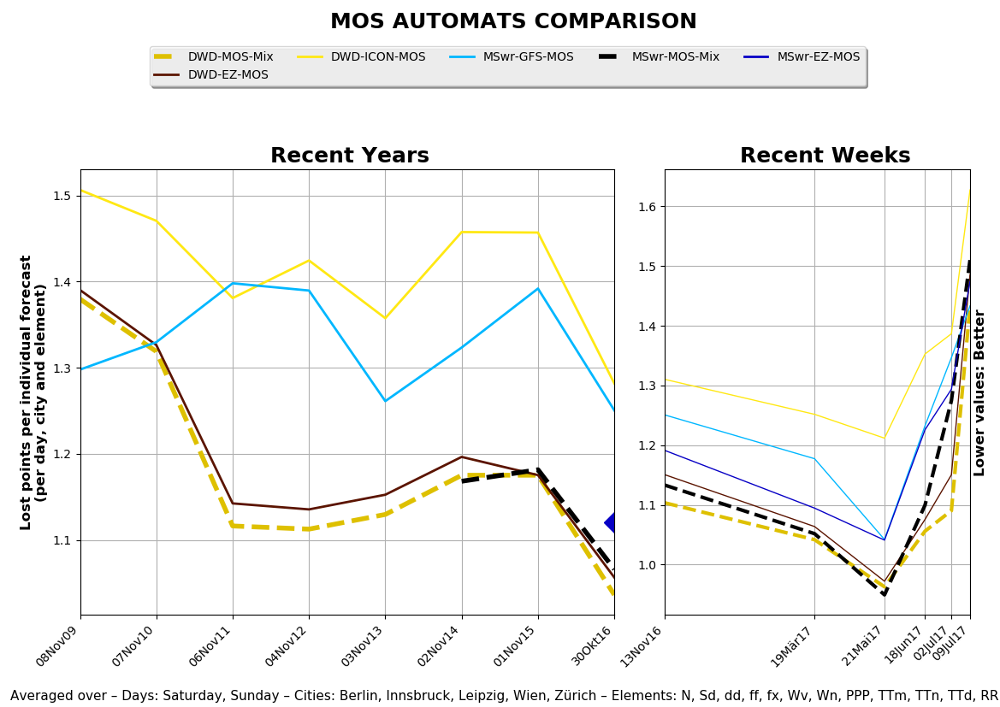 MOS AUTOMATS COMPARISON
DWD-MOS-Mix
DWD-ICON-MOS
MSwr-GFS-MOS
MSwr-MOS-Mix
MSwr-EZ-MOS
DWD-EZ-MOS
Recent Years
Recent Weeks
Lost points per individual forecast
(per day, city and element)
1.5
1.4
1.3
1.2
1.1
08Nov09
07Nov10
06Nov11
04Nov12
03Nov13
02Nov14
01Nov15
30Okt16
1.6
1.5
1.4
1.3
1.2
1.1
1.0
13Nov16
19Mär17
21Mai17
18Jun17
02Jul17
09Jul17
Lower values: Better
Averaged over – Days: Saturday, Sunday – Cities: Berlin, Innsbruck, Leipzig, Wien, Zürich – Elements: N, Sd, dd, ff, fx, Wv, Wn, PPP, TTm, TTn, TTd, RR